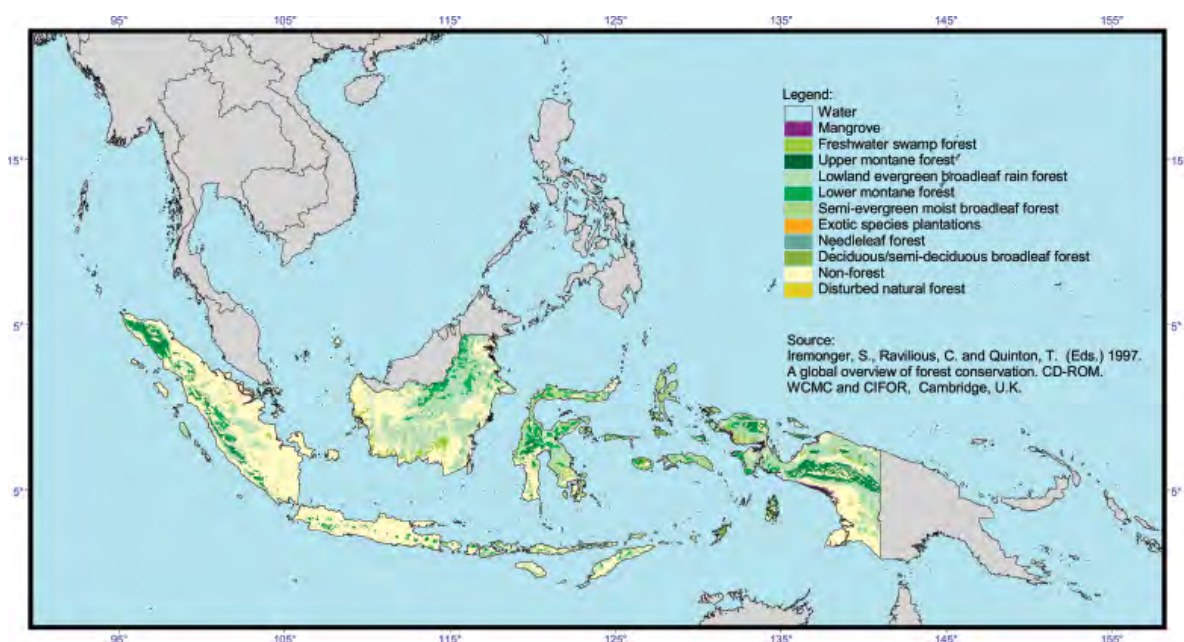 95° 105° 115° 125° 135° 145° 155°
Legend:
Water
Mangrove
Freshwater swamp forest
Upper montane forest
Lowland evergreen broadleaf rain forest
Lower montane forest
Semi-evergreen moist broadleaf forest
Exotic species plantations
Needleleaf forest
Deciduous/semi-deciduous broadleaf forest
Non-forest
Disturbed natural forest
15° 15°
5° 5°
Source:
Iremonger, S., Ravilious, C. and Quinton, T. (Eds.) 1997.
A global overview of forest conservation. CD-ROM.
WCMC and CIFOR, Cambridge, U.K.
5° 5°
95° 105° 115° 125° 135° 145° 155°